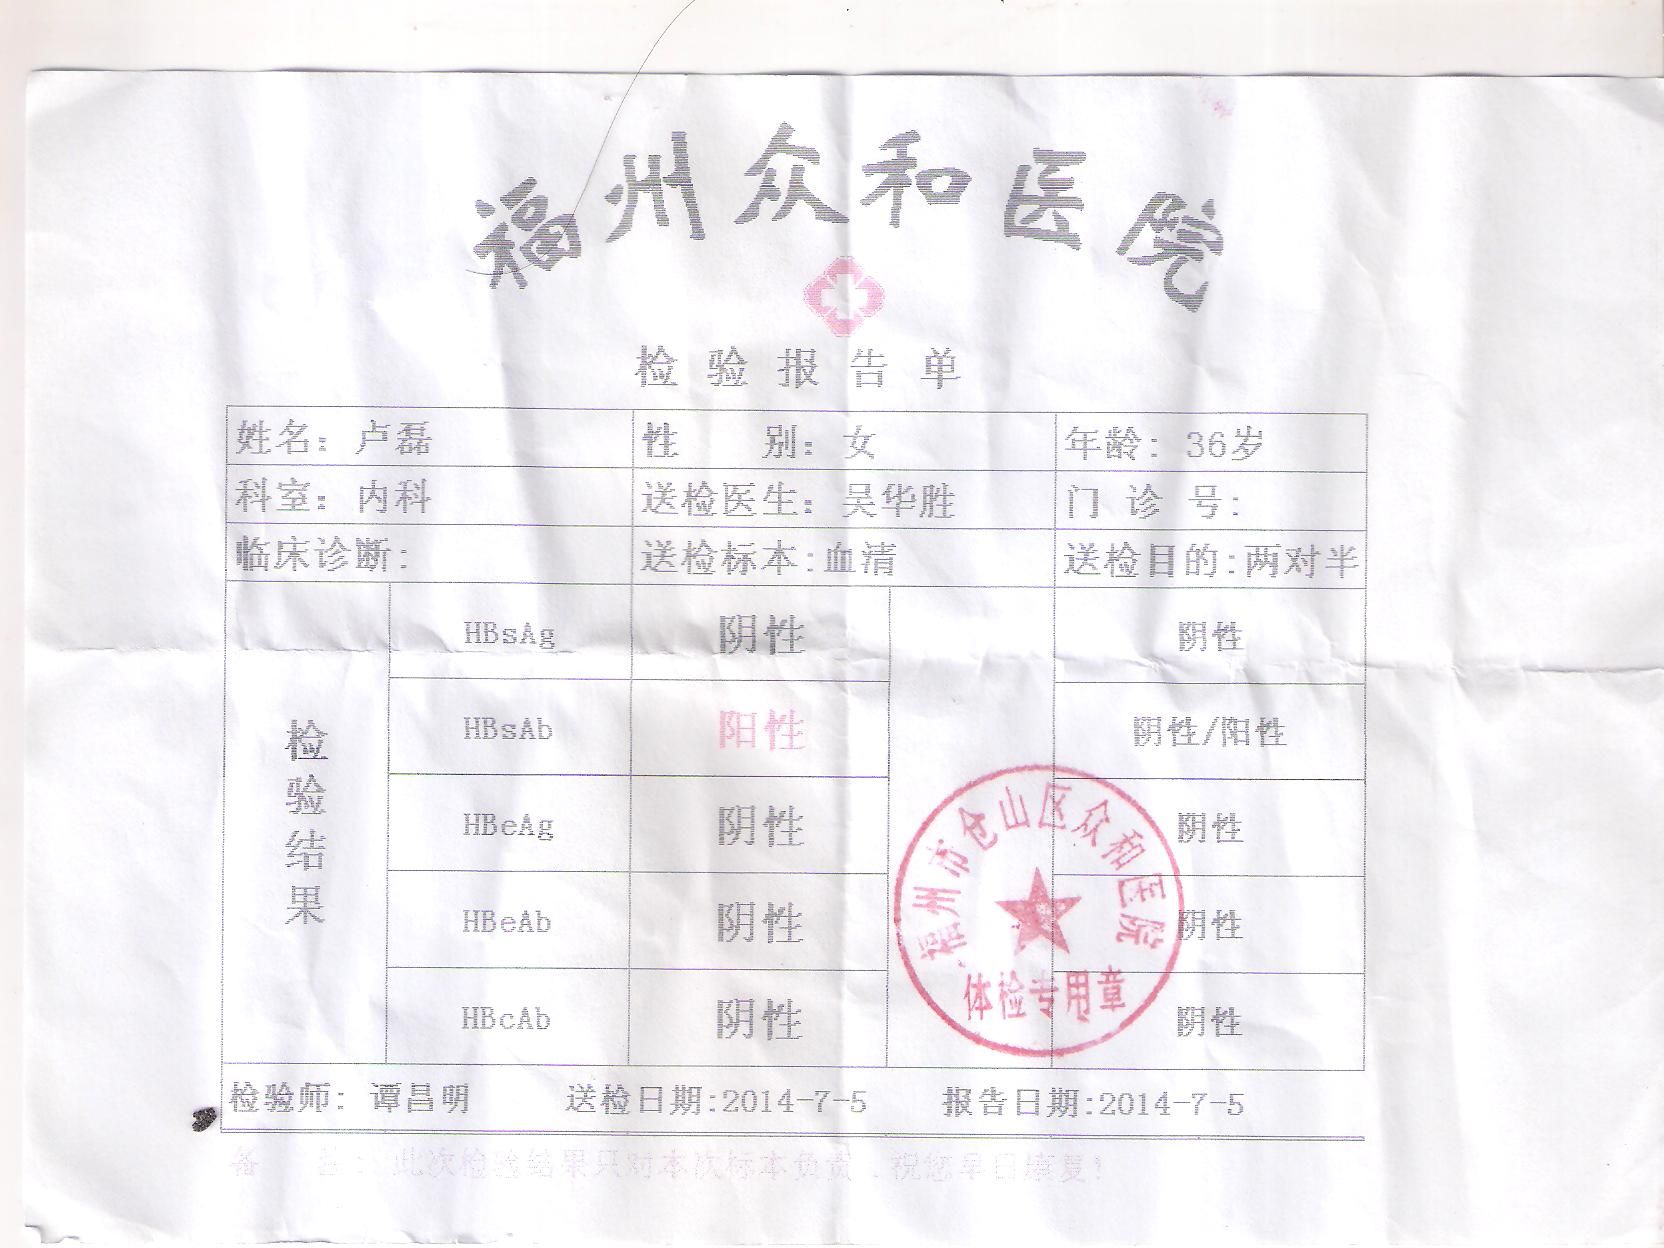 福州众和医院
检验报告单
姓名: 卢磊 性别: 女 年龄: 36岁
科室: 内科 送检医生: 吴华胜 门诊号:
临床诊断: 送检标本:血清 送检目的:两对半
检验结果
HBsAg 阴性 阴性
HBsAb 阳性 阴性/阳性
HBeAg 阴性 阴性
HBeAb 阴性 阴性
HBcAb 阴性 阴性
福州市仓山区众和医院
体检专用章
检验师: 谭昌明 送检日期:2014-7-5 报告日期:2014-7-5
备 注: 此次检验结果只对本次标本负责,祝您早日康复!